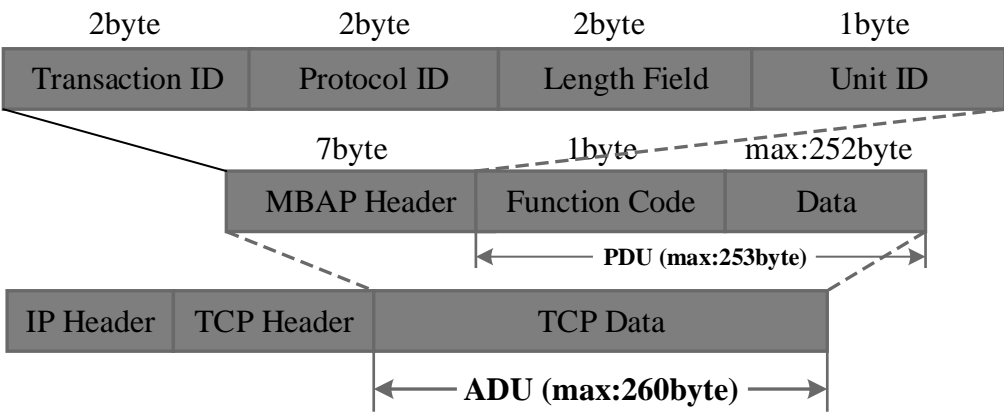 2byte 2byte 2byte 1byte
Transaction ID Protocol ID Length Field Unit ID
7byte 1byte max:252byte
MBAP Header Function Code Data
PDU (max:253byte)
IP Header TCP Header TCP Data
ADU (max:260byte)